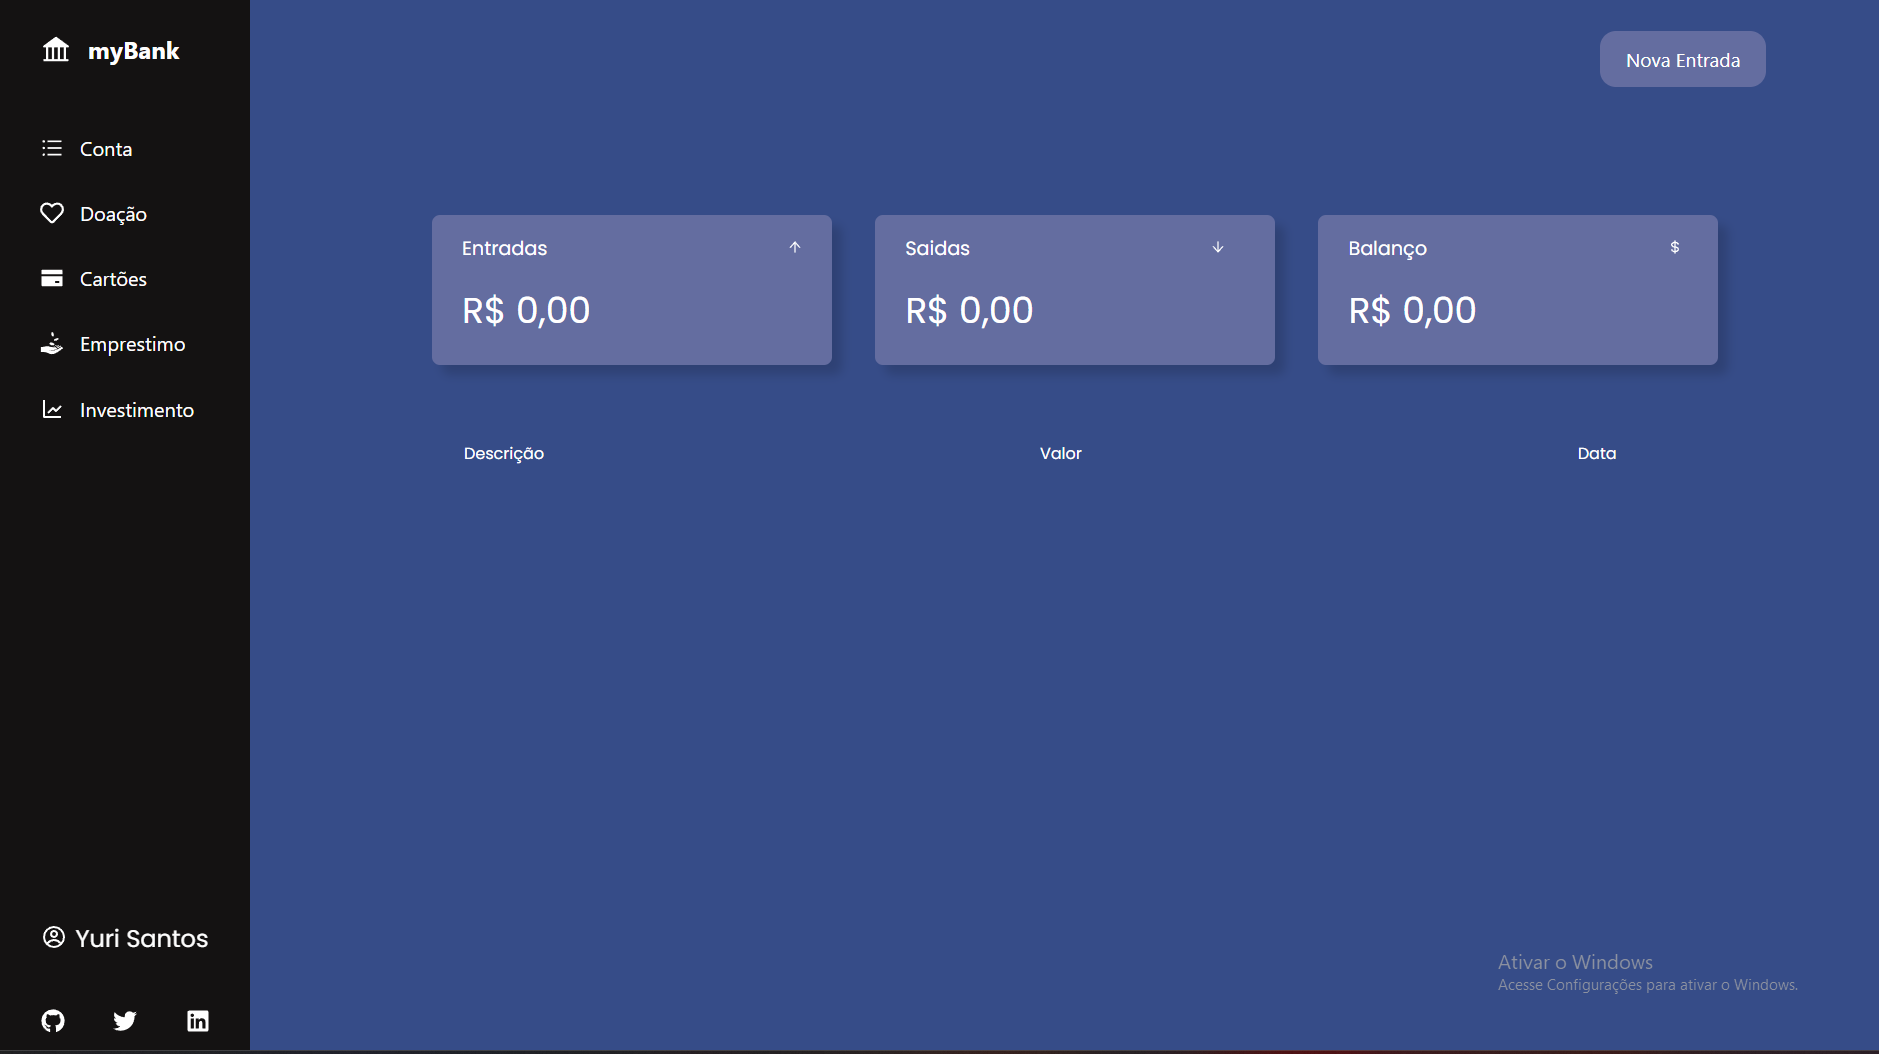 myBank
Conta
Doação
Cartões
Emprestimo
Investimento
Yuri Santos
Nova Entrada
Entradas
R$ 0,00
Saidas
R$ 0,00
Balanço $
R$ 0,00
Descrição Valor Data
Ativar o Windows
Acesse Configurações para ativar o Windows.
in